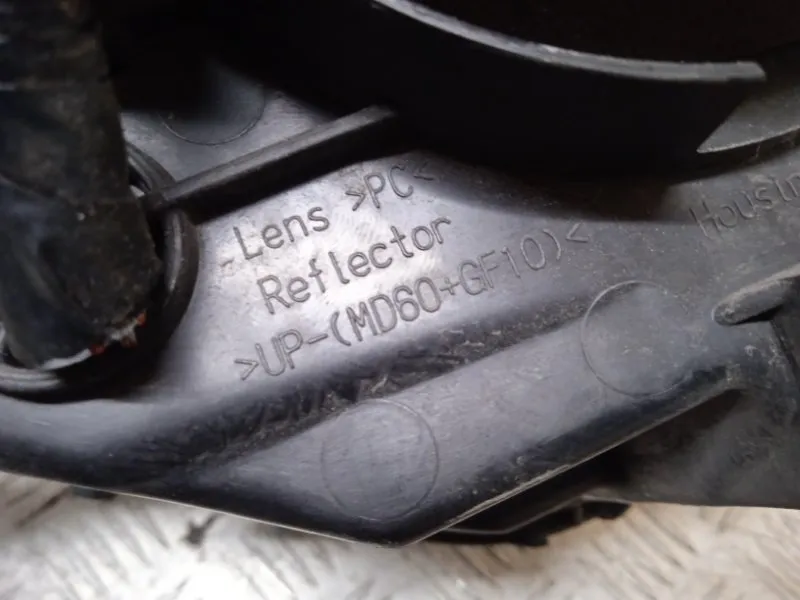 Lens >PC<
Reflector
>UP-(MD60+GF10)<